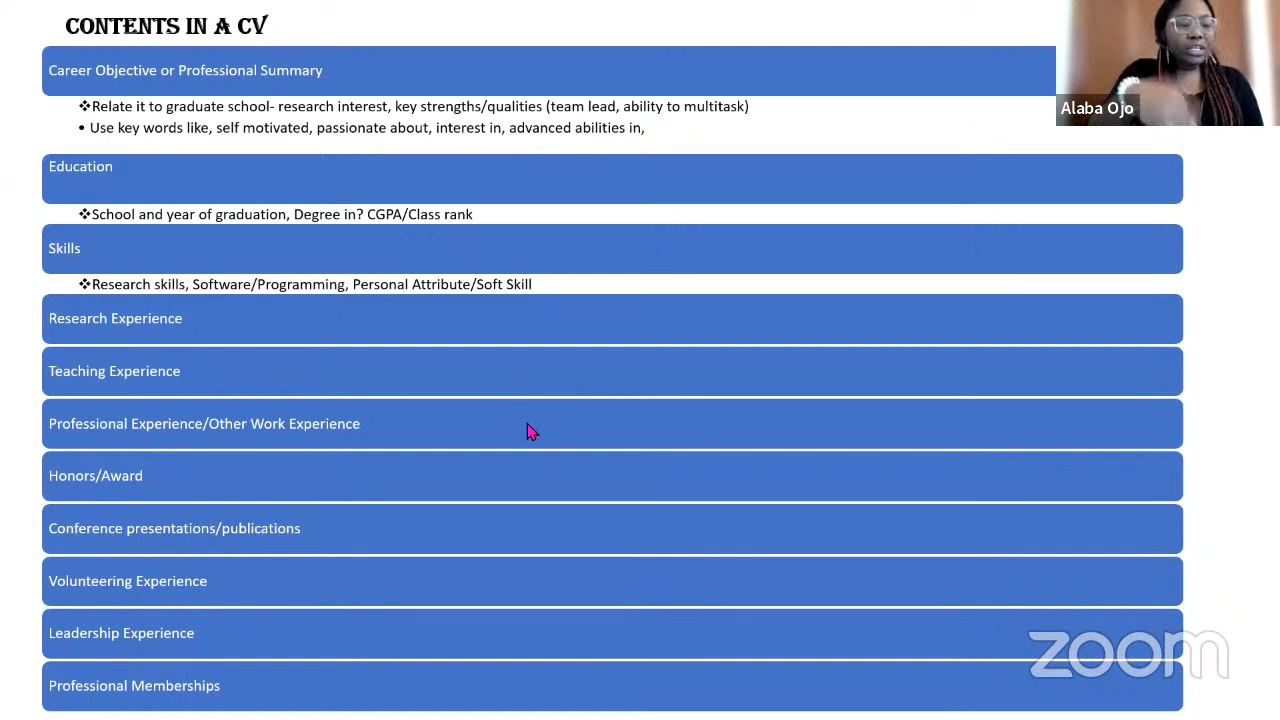 CONTENTS IN A CV
Career Objective or Professional Summary
❖Relate it to graduate school- research interest, key strengths/qualities (team lead, ability to multitask)
• Use key words like, self motivated, passionate about, interest in, advanced abilities in,
Alaba Ojo
Education
❖School and year of graduation, Degree in? CGPA/Class rank
Skills
❖Research skills, Software/Programming, Personal Attribute/Soft Skill
Research Experience
Teaching Experience
Professional Experience/Other Work Experience
Honors/Award
Conference presentations/publications
Volunteering Experience
Leadership Experience
zoom
Professional Memberships